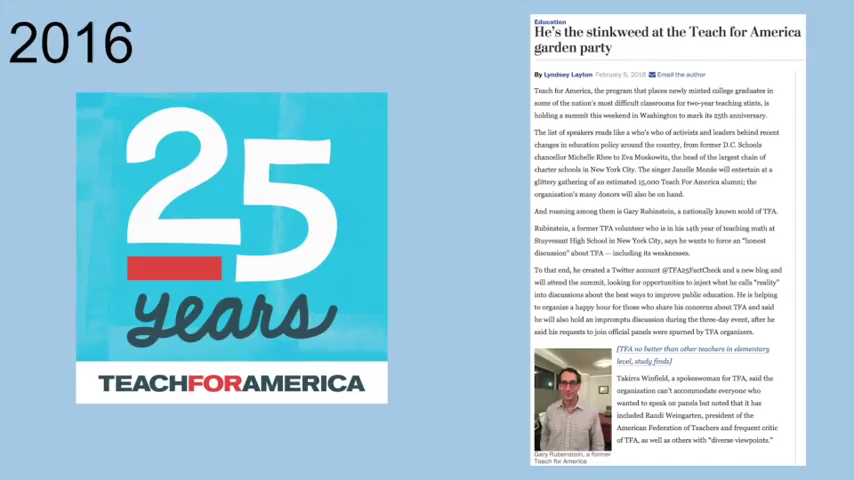 2016
25
years
TEACHFORAMERICA
Education
He's the stinkweed at the Teach for America
garden party
By Lyndsey Layton February 5, 2016 Email the author
Teach for America, the program that places newly minted college graduates in
some of the nation's most difficult classrooms for two-year teaching stints, is
holding a summit this weekend in Washington to mark its 25th anniversary.
The list of speakers reads like a who's who of activists and leaders behind recent
changes in education policy around the country, from former D.C. Schools
chancellor Michelle Rhee to Eva Moskowitz, the head of the largest chain of
charter schools in New York City. The singer Janelle Monáe will entertain at a
glittery gathering of an estimated 15,000 Teach For America alumni; the
organization's many donors will also be on hand.
And roaming among them is Gary Rubinstein, a nationally known scold of TFA.
Rubinstein, a former TFA volunteer who is in his 14th year of teaching math at
Stuyvesant High School in New York City, says he wants to force an "honest
discussion" about TFA — including its weaknesses.
To that end, he created a Twitter account @TFA25FactCheck and a new blog and
will attend the summit, looking for opportunities to inject what he calls "reality"
into discussions about the best ways to improve public education. He is helping
to organize a happy hour for those who share his concerns about TFA and said
he will also hold an impromptu discussion during the three-day event, after he
said his requests to join official panels were spurned by TFA organizers.
[TFA no better than other teachers in elementary
level, study finds]
Takirra Winfield, a spokeswoman for TFA, said the
organization can't accommodate everyone who
wanted to speak on panels but noted that it has
included Randi Weingarten, president of the
American Federation of Teachers and frequent critic
of TFA, as well as others with "diverse viewpoints."
Gary Rubenstein, a former
Teach for America